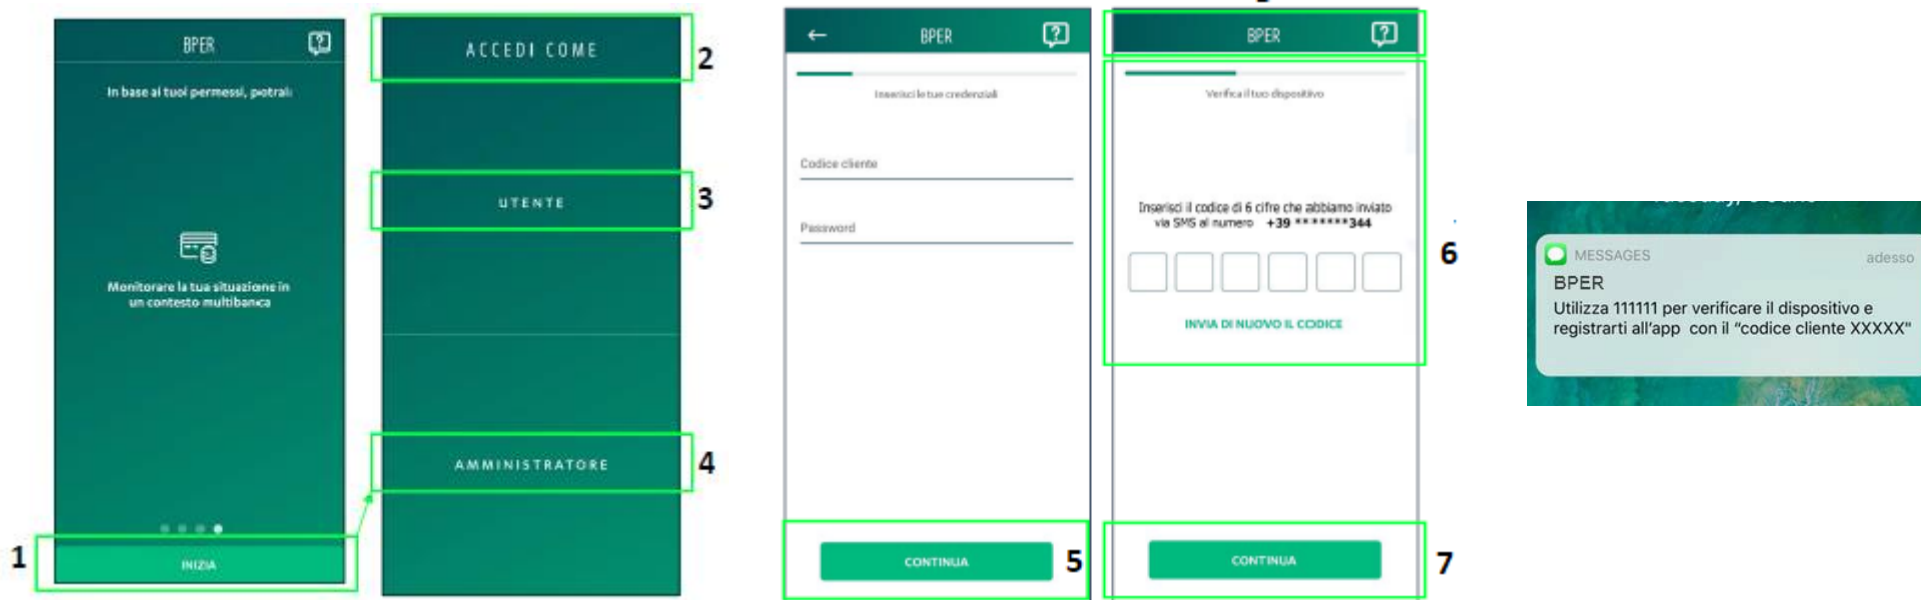 BPER
In base ai tuoi permessi, potrai:
Monitorare la tua situazione in
un contesto multibanca
1
INIZIA
ACCEDI COME
2
UTENTE
3
AMMINISTRATORE
4
BPER
Inserisci le tue credenziali
Codice cliente
Password
CONTINUA
5
BPER
Verifica il tuo dispositivo
Inserisci il codice di 6 cifre che abbiamo inviato
via SMS al numero +39 *******344
6
INVIA DI NUOVO IL CODICE
CONTINUA
7
MESSAGES adesso
BPER
Utilizza 111111 per verificare il dispositivo e
registrarti all'app con il "codice cliente XXXXX"